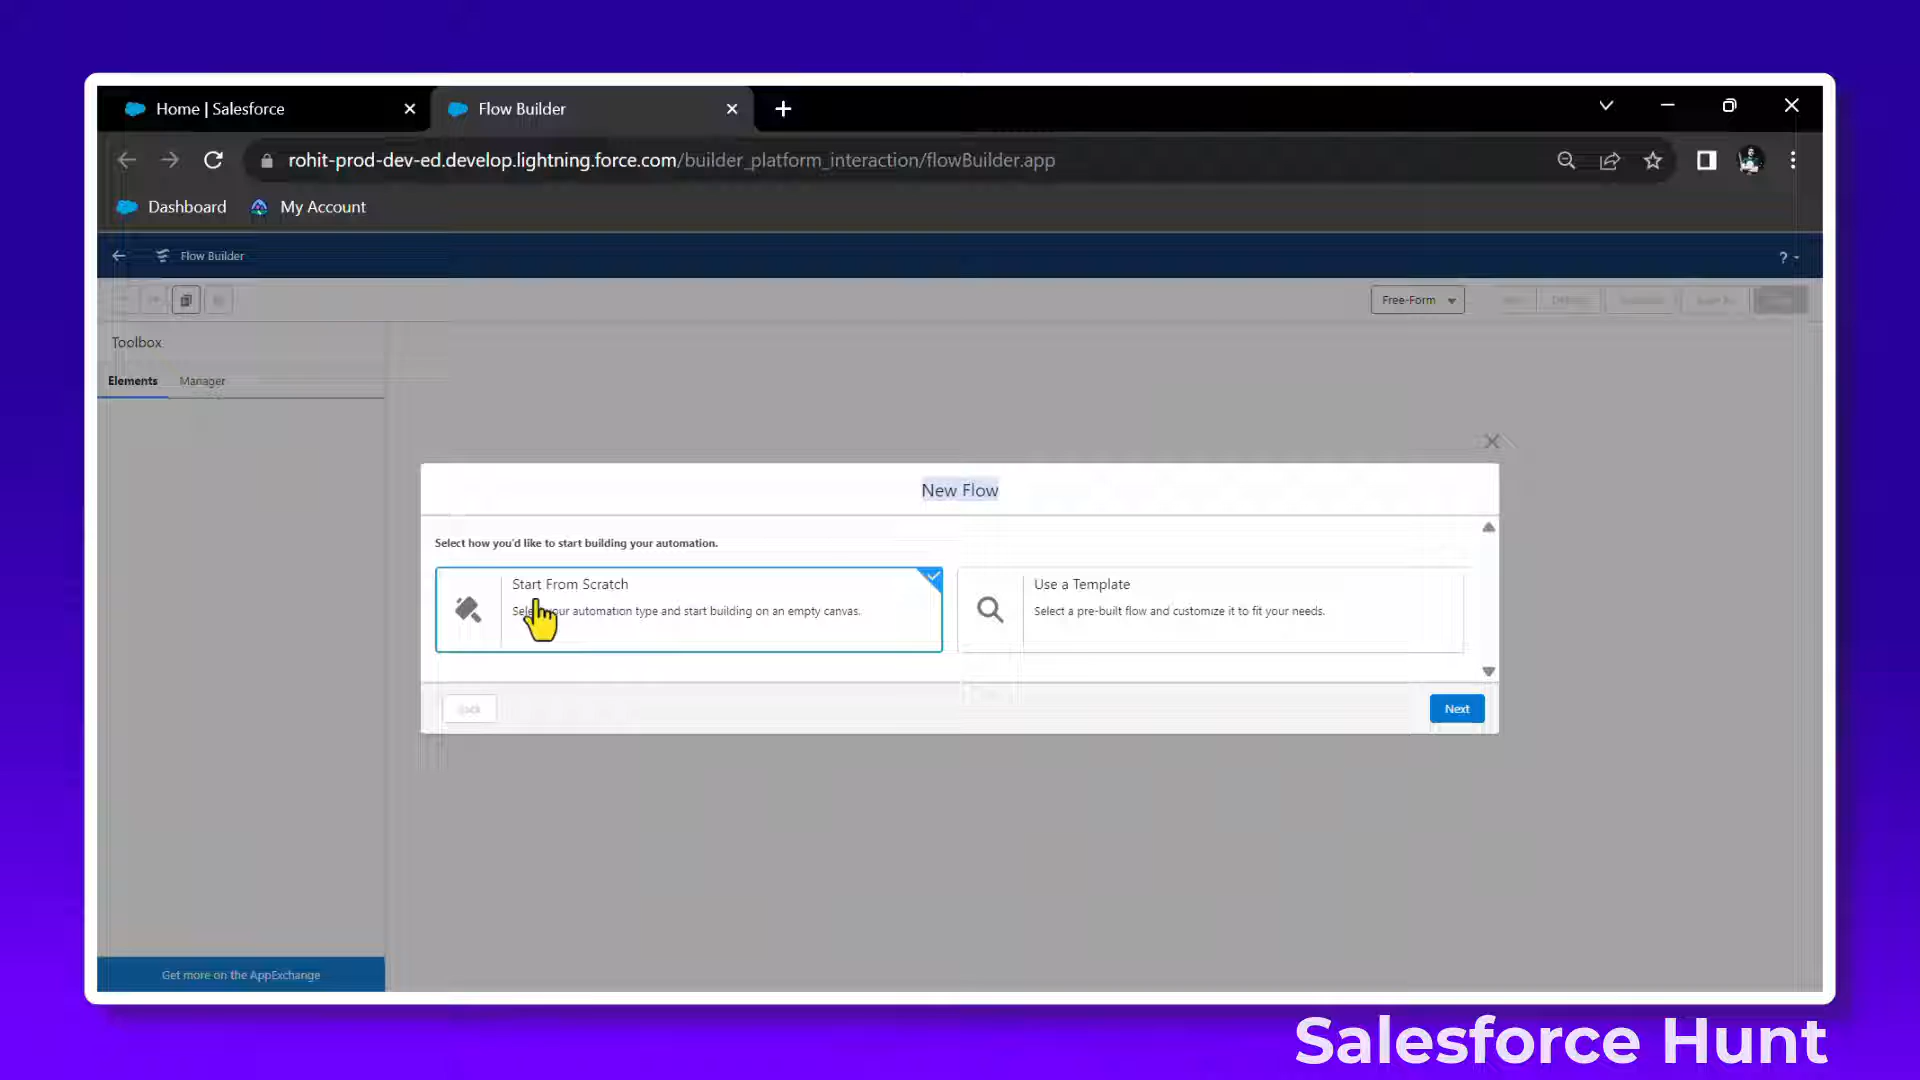 Home | Salesforce
Flow Builder
rohit-prod-dev-ed.develop.lightning.force.com/builder_platform_interaction/flowBuilder.app
Dashboard
My Account
Flow Builder
?
Free-Form
Toolbox
Elements
Manager
New Flow
Select how you'd like to start building your automation.
Start From Scratch
your automation type and start building on an empty canvas.
Use a Template
Select a pre-built flow and customize it to fit your needs.
Back
Next
Get more on the AppExchange
Salesforce Hunt